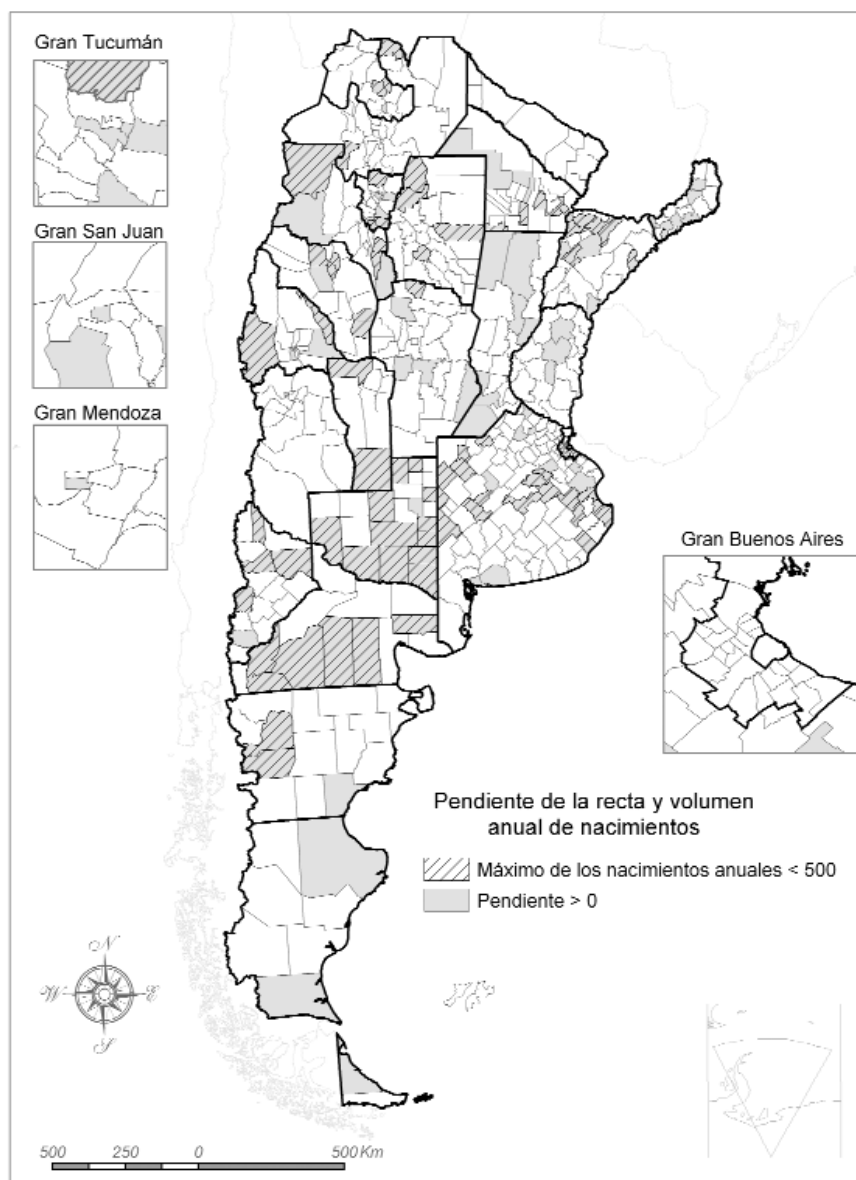 Gran Tucumán
Gran San Juan
Gran Mendoza
Gran Buenos Aires
Pendiente de la recta y volumen
anual de nacimientos
Máximo de los nacimientos anuales < 500
Pendiente > 0
N
W
E
S
500 250 0 500 Km